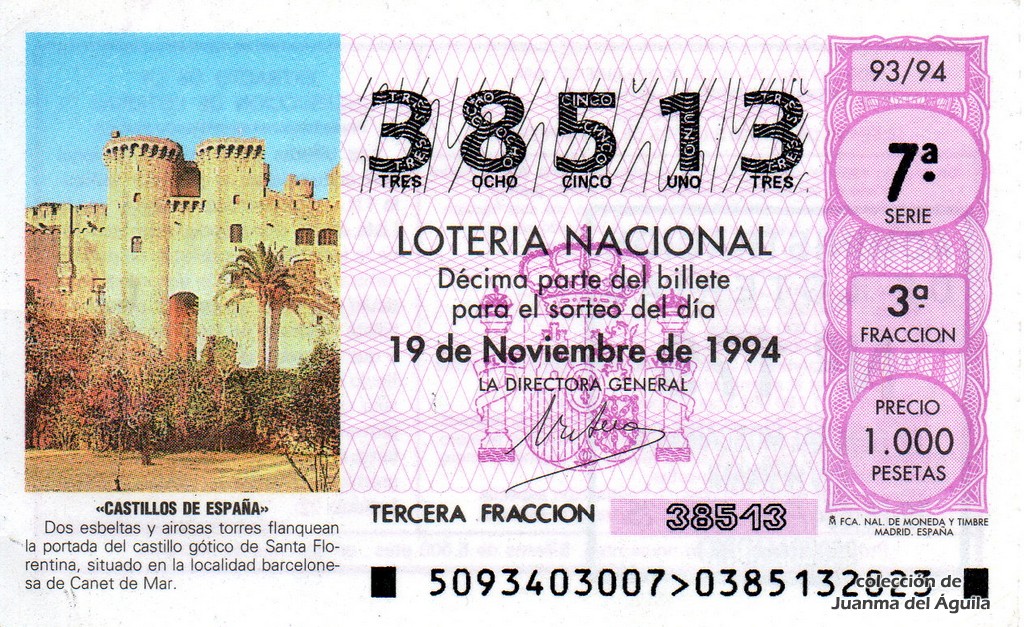 93/94
38513
TRES OCHO CINCO UNO TRES
7ª
SERIE
LOTERIA NACIONAL
Décima parte del billete
para el sorteo del día
19 de Noviembre de 1994
LA DIRECTORA GENERAL
3ª
FRACCION
PRECIO
1.000
PESETAS
«CASTILLOS DE ESPAÑA»
Dos esbeltas y airosas torres flanquean
la portada del castillo gótico de Santa Flo-
rentina, situado en la localidad barcelone-
sa de Canet de Mar.
TERCERA FRACCION 38513
FCA. NAL. DE MONEDA Y TIMBRE
MADRID. ESPAÑA
5093403007>0385132823
colección de
Juanma del Águila